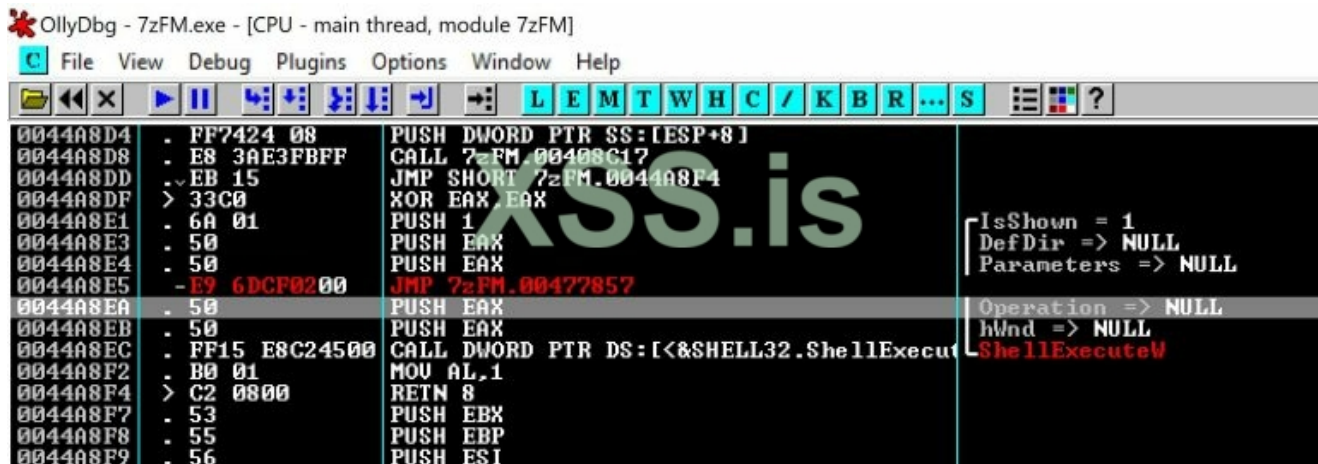 OllyDbg - 7zFM.exe - [CPU - main thread, module 7zFM]
C File View Debug Plugins Options Window Help
L E M T W H C / K B R ... S ?
0044A8D4 . FF7424 08 PUSH DWORD PTR SS:[ESP+8]
0044A8D8 . E8 3AE3FBFF CALL 7zFM.00408C17
0044A8DD . EB 15 JMP SHORT 7zFM.0044A8F4
0044A8DF > 33C0 XOR EAX,EAX
0044A8E1 . 6A 01 PUSH 1 IsShown = 1
0044A8E3 . 50 PUSH EAX DefDir => NULL
0044A8E4 . 50 PUSH EAX Parameters => NULL
0044A8E5 -E9 6DCF0200 JMP 7zFM.00477857
0044A8EA . 50 PUSH EAX Operation => NULL
0044A8EB . 50 PUSH EAX hWnd => NULL
0044A8EC . FF15 E8C24500 CALL DWORD PTR DS:[<&SHELL32.ShellExecut ShellExecuteW
0044A8F2 . B0 01 MOV AL,1
0044A8F4 > C2 0800 RETN 8
0044A8F7 . 53 PUSH EBX
0044A8F8 . 55 PUSH EBP
0044A8F9 . 56 PUSH ESI
XSS.is